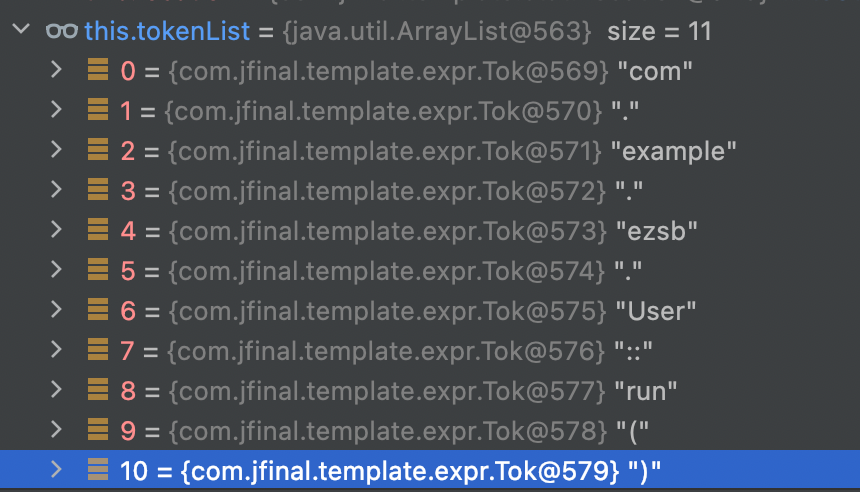 this.tokenList = {java.util.ArrayList@563} size = 11
0 = {com.jfinal.template.expr.Tok@569} "com"
1 = {com.jfinal.template.expr.Tok@570} "."
2 = {com.jfinal.template.expr.Tok@571} "example"
3 = {com.jfinal.template.expr.Tok@572} "."
4 = {com.jfinal.template.expr.Tok@573} "ezsb"
5 = {com.jfinal.template.expr.Tok@574} "."
6 = {com.jfinal.template.expr.Tok@575} "User"
7 = {com.jfinal.template.expr.Tok@576} "::"
8 = {com.jfinal.template.expr.Tok@577} "run"
9 = {com.jfinal.template.expr.Tok@578} "("
10 = {com.jfinal.template.expr.Tok@579} ")"